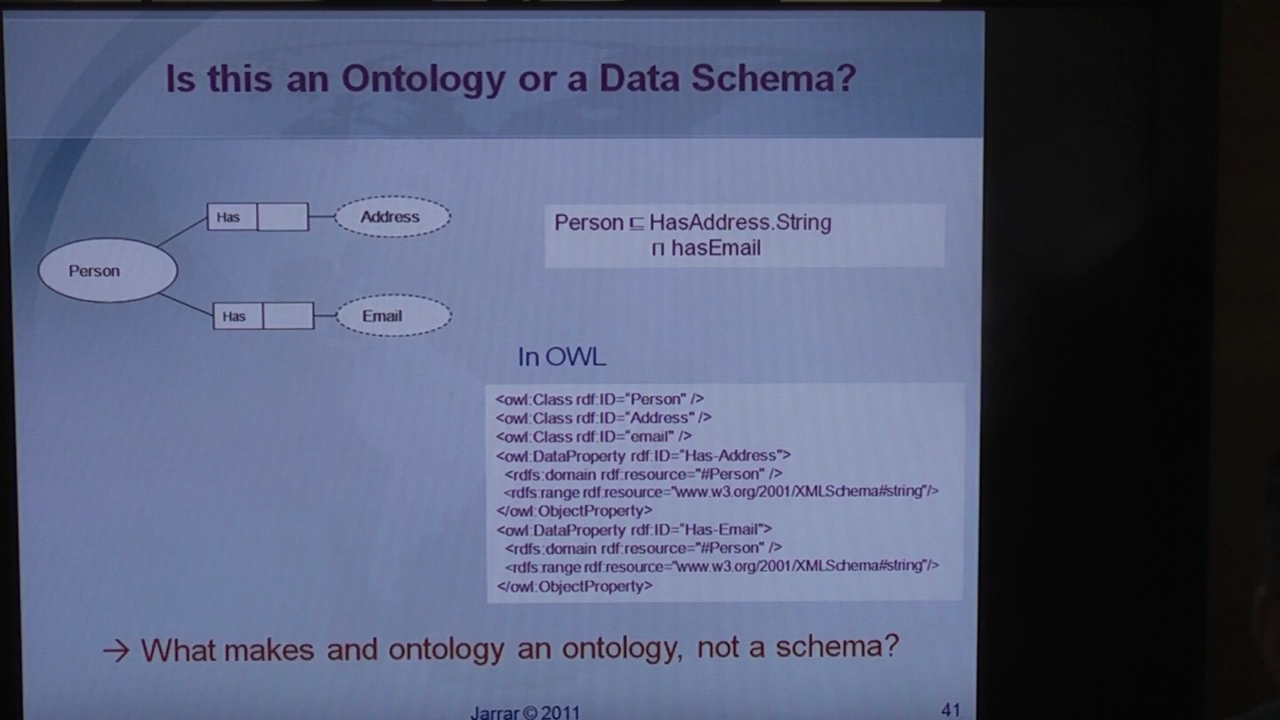 Is this an Ontology or a Data Schema?
Has
Address
Person
Has
Email
Person ⊑ HasAddress.String
⊓ hasEmail
In OWL
<owl:Class rdf:ID="Person" />
<owl:Class rdf:ID="Address" />
<owl:Class rdf:ID="email" />
<owl:DataProperty rdf:ID="Has-Address">
<rdfs:domain rdf:resource="#Person" />
<rdfs:range rdf:resource="www.w3.org/2001/XMLSchema#string"/>
</owl:ObjectProperty>
<owl:DataProperty rdf:ID="Has-Email">
<rdfs:domain rdf:resource="#Person" />
<rdfs:range rdf:resource="www.w3.org/2001/XMLSchema#string"/>
</owl:ObjectProperty>
→ What makes and ontology an ontology, not a schema?
Jarrar © 2011
41